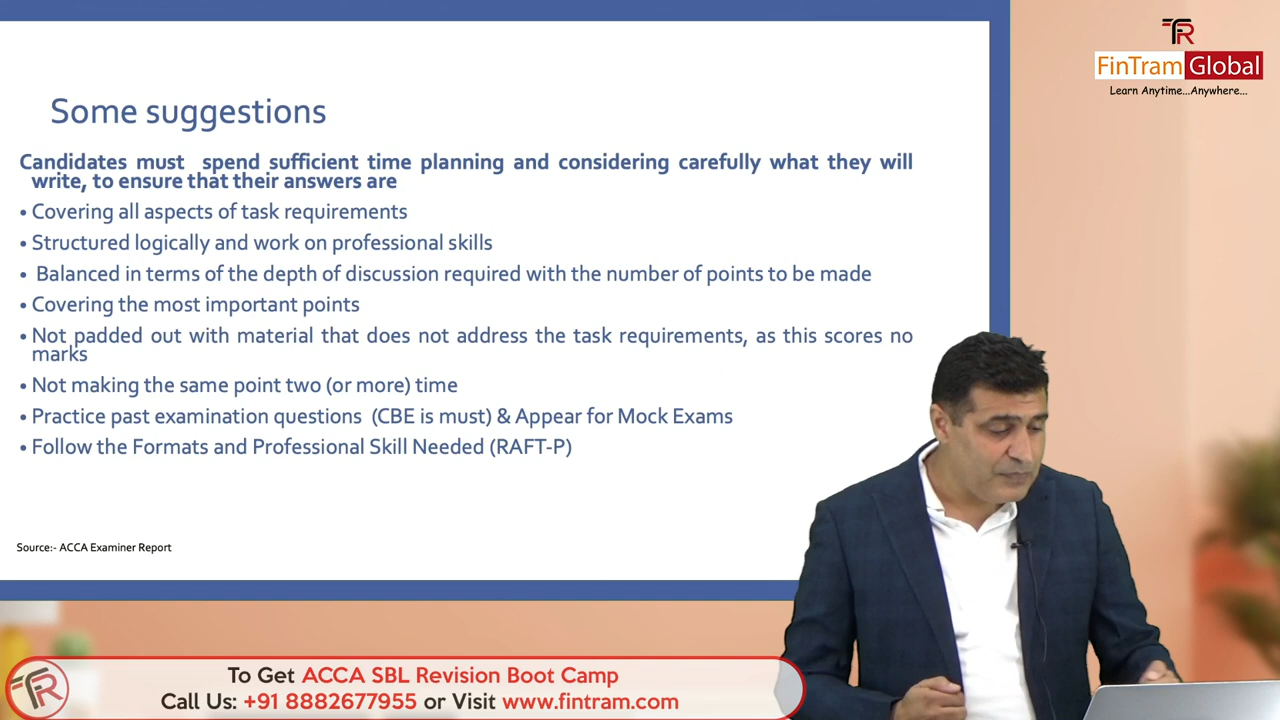 FinTram Global
Learn Anytime...Anywhere...
Some suggestions
Candidates must spend sufficient time planning and considering carefully what they will
write, to ensure that their answers are
• Covering all aspects of task requirements
• Structured logically and work on professional skills
• Balanced in terms of the depth of discussion required with the number of points to be made
• Covering the most important points
• Not padded out with material that does not address the task requirements, as this scores no
marks
• Not making the same point two (or more) time
• Practice past examination questions (CBE is must) & Appear for Mock Exams
• Follow the Formats and Professional Skill Needed (RAFT-P)
Source:- ACCA Examiner Report
To Get ACCA SBL Revision Boot Camp
Call Us: +91 8882677955 or Visit www.fintram.com